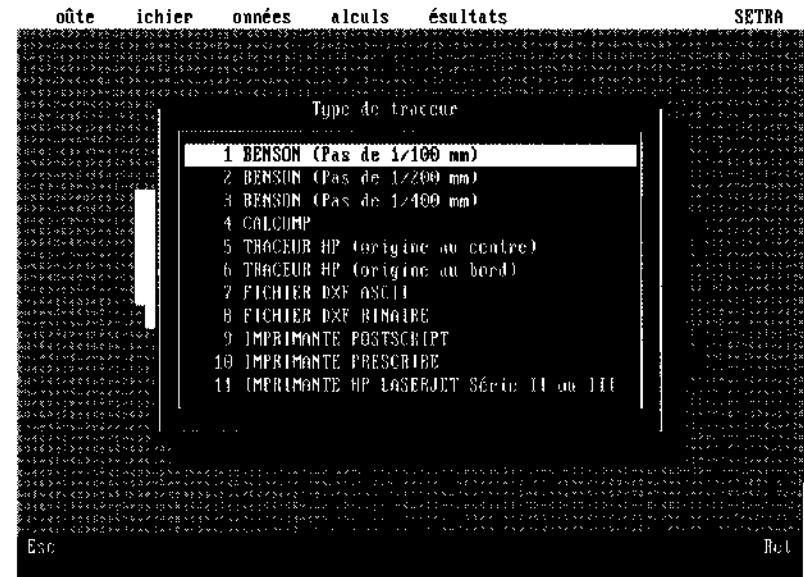 oûte ichier onnées alculs ésultats SETRA
Type de traceur
1 BENSON (Pas de 1/100 mm)
2 BENSON (Pas de 1/200 mm)
3 BENSON (Pas de 1/400 mm)
4 CALCOMP
5 TRACEUR HP (origine au centre)
6 TRACEUR HP (origine au bord)
7 FICHIER DXF ASCII
8 FICHIER DXF BINAIRE
9 IMPRIMANTE POSTSCRIPT
10 IMPRIMANTE PRESCRIBE
11 IMPRIMANTE HP LASERJET Série II ou III
Esc Ret